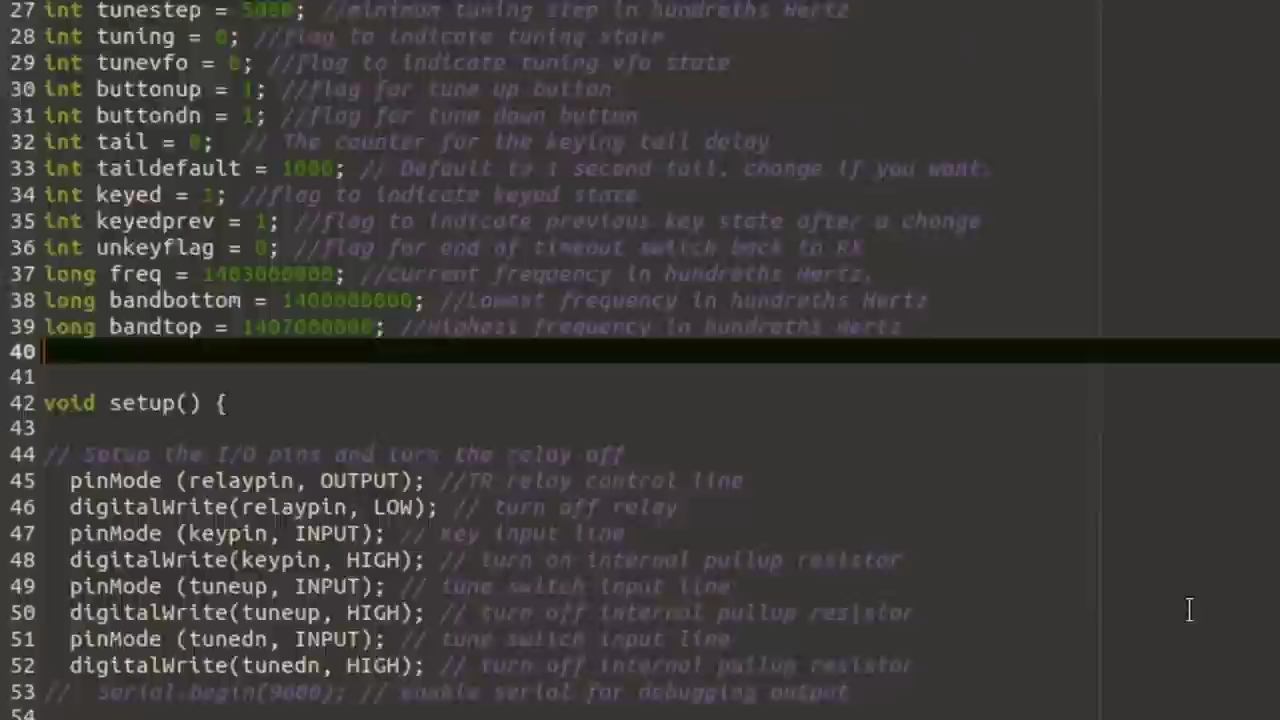 27 int tunestep = 5000; //minimum tuning step in hundreths Hertz
28 int tuning = 0; //flag to indicate tuning state
29 int tunevfo = 0; //flag to indicate tuning vfo state
30 int buttonup = 1; //flag for tune up button
31 int buttondn = 1; //flag for tune down button
32 int tail = 0; // The counter for the keying tail delay
33 int taildefault = 1000; // Default to 1 second tail, change if you want.
34 int keyed = 1; //flag to indicate keyed state
35 int keyedprev = 1; //flag to indicate previous key state after a change
36 int unkeyflag = 0; //flag for end of timeout switch back to RX
37 long freq = 1403000000; //current frequency in hundreths Hertz.
38 long bandbottom = 1400000000; //Lowest frequency in hundreths Hertz
39 long bandtop = 1407000000; //Highest frequency in hundreths Hertz
40
41
42 void setup() {
43
44 // Setup the I/O pins and turn the relay off
45 pinMode (relaypin, OUTPUT); //TR relay control line
46 digitalWrite(relaypin, LOW); // turn off relay
47 pinMode (keypin, INPUT); // key input line
48 digitalWrite(keypin, HIGH); // turn on internal pullup resistor
49 pinMode (tuneup, INPUT); // tune switch input line
50 digitalWrite(tuneup, HIGH); // turn off internal pullup resistor
51 pinMode (tunedn, INPUT); // tune switch input line
52 digitalWrite(tunedn, HIGH); // turn off internal pullup resistor
53 // Serial.begin(9600); // enable serial for debugging output
54